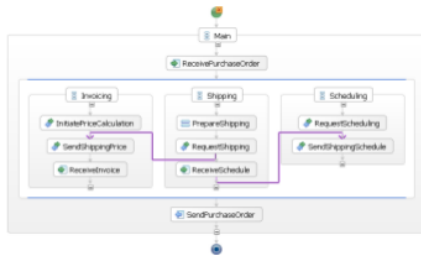 Main
ReceivePurchaseOrder
Invoicing
Shipping
Scheduling
InitiatePriceCalculation
PrepareShipping
RequestScheduling
SendShippingPrice
RequestShipping
SendShippingSchedule
ReceiveInvoice
ReceiveSchedule
SendPurchaseOrder